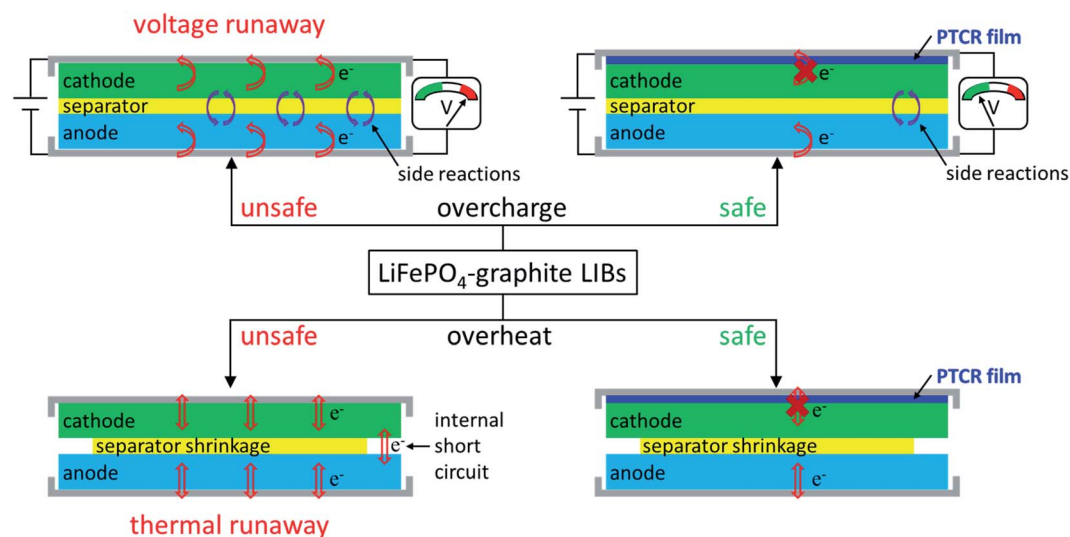 voltage runaway
cathode
e-
separator
anode
e-
V
side reactions
PTCR film
cathode
e-
separator
anode
e-
V
side reactions
unsafe overcharge safe
LiFePO4-graphite LIBs
unsafe overheat safe
cathode
e-
separator shrinkage
e-
anode
e-
internal
short
circuit
thermal runaway
PTCR film
cathode
e-
separator shrinkage
anode
e-